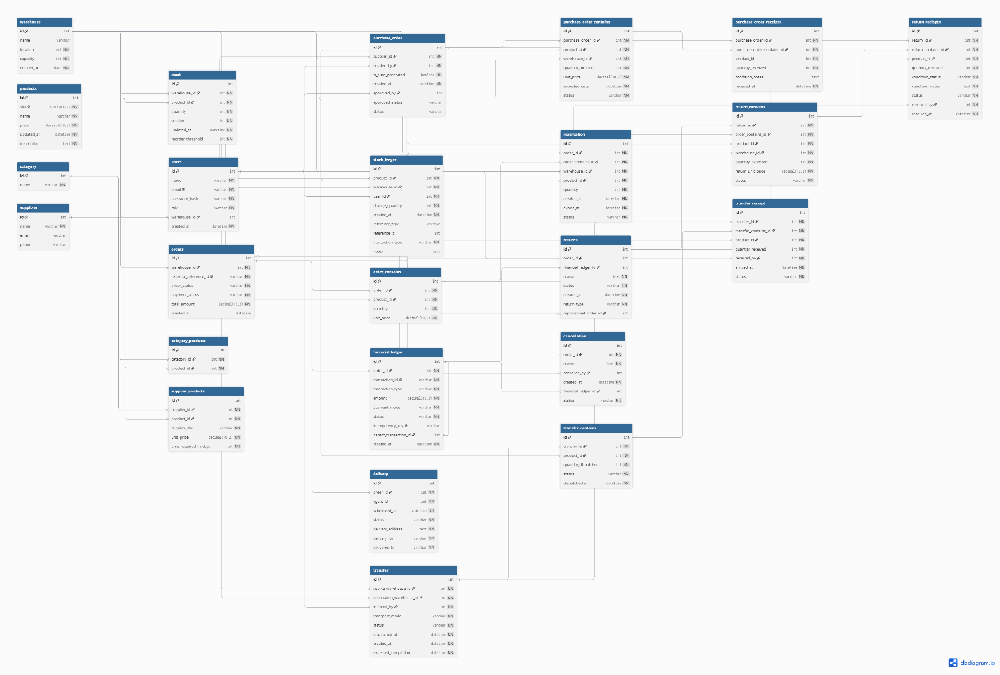 warehouse
id int
name varchar
location text NN
capacity int NN
created_at date NN
products
id int
sku varchar(12) NN
name varchar NN
price decimal(10,2) NN
updated_at datetime NN
description text NN
category
id int
name varchar NN
suppliers
id int
name varchar NN
email varchar
phone varchar
stock
id int
warehouse_id int NN
product_id int NN
quantity int NN
version int NN
updated_at datetime NN
reorder_threshold int NN
users
id int
name varchar NN
email varchar NN
password_hash varchar NN
role varchar NN
warehouse_id int
created_at datetime NN
orders
id int
warehouse_id int NN
external_reference_id varchar NN
order_status varchar NN
payment_status varchar NN
total_amount Decimal(10,2) NN
created_at datetime
category_products
id int
category_id int NN
product_id int NN
supplier_products
id int
supplier_id int NN
product_id int NN
supplier_sku varchar NN
unit_price decimal(10,2) NN
time_required_in_days int NN
purchase_order
id int
supplier_id int NN
created_by int NN
is_auto_generated boolean NN
created_at datetime NN
approved_by int
approved_status varchar
status varchar
stock_ledger
id int
product_id int NN
warehouse_id int NN
user_id int NN
change_quantity int NN
created_at datetime NN
reference_type varchar
reference_id int
transaction_type varchar NN
notes text
order_contains
id int
order_id int NN
product_id int NN
quantity int NN
unit_price decimal(10,2) NN
financial_ledger
id int
order_id int NN
transaction_id varchar NN
transaction_type varchar NN
amount decimal(10,2) NN
payment_mode varchar NN
status varchar NN
idempotency_key varchar
parent_transaction_id int
created_at datetime NN
delivery
id int
order_id int NN
agent_id int NN
scheduled_at datetime NN
status varchar NN
delivery_address text NN
delivery_for varchar NN
delivered_to varchar NN
transfer
id int
source_warehouse_id int NN
destination_warehouse_id int NN
initiated_by int NN
transport_mode varchar NN
status varchar NN
dispatched_at datetime NN
created_at datetime NN
expected_completion datetime NN
purchase_order_contains
id int
purchase_order_id int NN
product_id int NN
warehouse_id int NN
quantity_ordered int NN
unit_price decimal(10,2) NN
expected_date datetime NN
status varchar NN
reservation
id int
order_id int NN
order_contains_id int NN
warehouse_id int NN
product_id int NN
quantity int NN
created_at datetime NN
expire_at datetime NN
status varchar NN
returns
id int
order_id int NN
financial_ledger_id int
reason text NN
status varchar NN
created_at datetime NN
return_type varchar NN
replacement_order_id int
cancellation
id int
order_id int NN
reason text NN
cancelled_by int
created_at datetime NN
financial_ledger_id int
status varchar NN
transfer_contains
id int
transfer_id int NN
product_id int NN
quantity_dispatched int NN
status varchar NN
dispatched_at datetime NN
purchase_order_receipts
id int
purchase_order_id int NN
purchase_order_contains_id int NN
product_id int NN
quantity_received int NN
condition_notes text
received_at datetime NN
return_contains
id int
return_id int NN
order_contains_id int NN
product_id int NN
warehouse_id int NN
quantity_expected int NN
return_unit_price decimal(10,2) NN
status varchar NN
transfer_receipt
id int
transfer_id int NN
transfer_contains_id int NN
product_id int NN
quantity_received int NN
received_by int NN
arrived_at datetime NN
status varchar NN
return_reciepts
id int
return_id int NN
return_contains_id int NN
product_id int NN
quantity_received int NN
condition_status varchar NN
condition_notes text NN
status varchar NN
received_by int NN
received_at datetime NN
dbdiagram.io